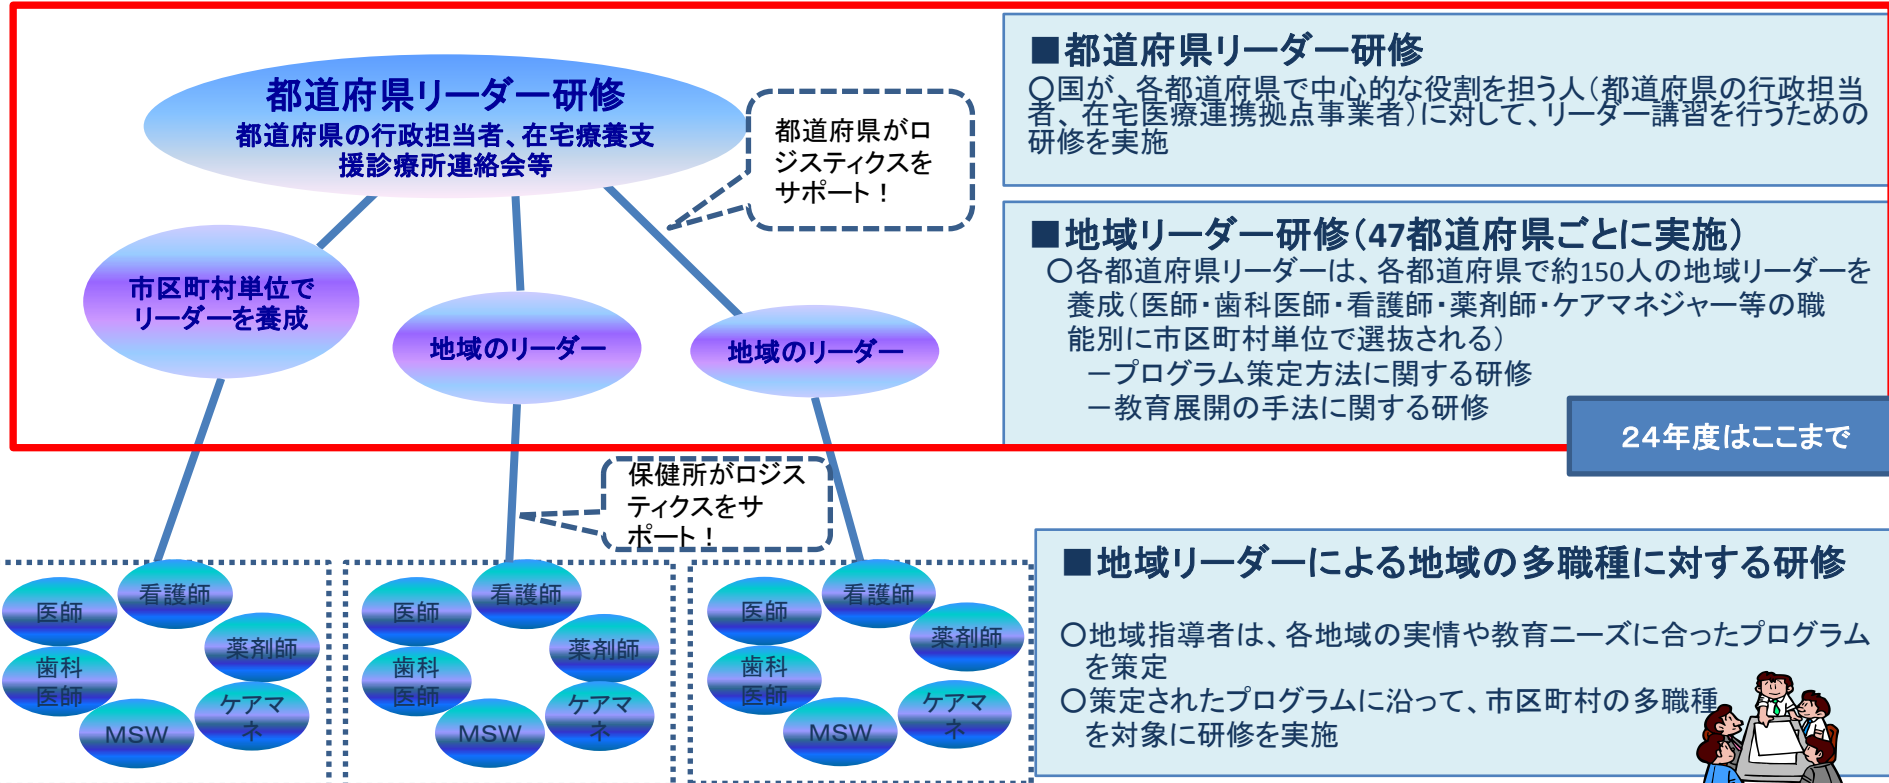 都道府県リーダー研修
都道府県の行政担当者、在宅療養支
援診療所連絡会等
都道府県がロ
ジスティクスを
サポート！
市区町村単位で
リーダーを養成
地域のリーダー
地域のリーダー
■都道府県リーダー研修
○国が、各都道府県で中心的な役割を担う人（都道府県の行政担当
者、在宅医療連携拠点事業者）に対して、リーダー講習を行うための
研修を実施
■地域リーダー研修（47都道府県ごとに実施）
○各都道府県リーダーは、各都道府県で約150人の地域リーダーを
養成（医師・歯科医師・看護師・薬剤師・ケアマネジャー等の職
能別に市区町村単位で選抜される）
－プログラム策定方法に関する研修
－教育展開の手法に関する研修
２４年度はここまで
保健所がロジス
ティクスをサ
ポート！
医師
看護師
薬剤師
歯科
医師
ケアマ
ネ
MSW
医師
看護師
薬剤師
歯科
医師
ケアマ
ネ
MSW
医師
看護師
薬剤師
歯科
医師
ケアマ
ネ
MSW
■地域リーダーによる地域の多職種に対する研修
○地域指導者は、各地域の実情や教育ニーズに合ったプログラム
を策定
○策定されたプログラムに沿って、市区町村の多職種
を対象に研修を実施